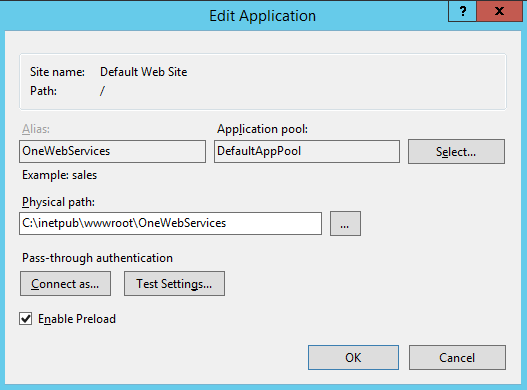 Edit Application
?
x
Site name: Default Web Site
Path: /
Alias: Application pool:
OneWebServices DefaultAppPool Select...
Example: sales
Physical path:
C:\inetpub\wwwroot\OneWebServices ...
Pass-through authentication
Connect as... Test Settings...
Enable Preload
OK Cancel